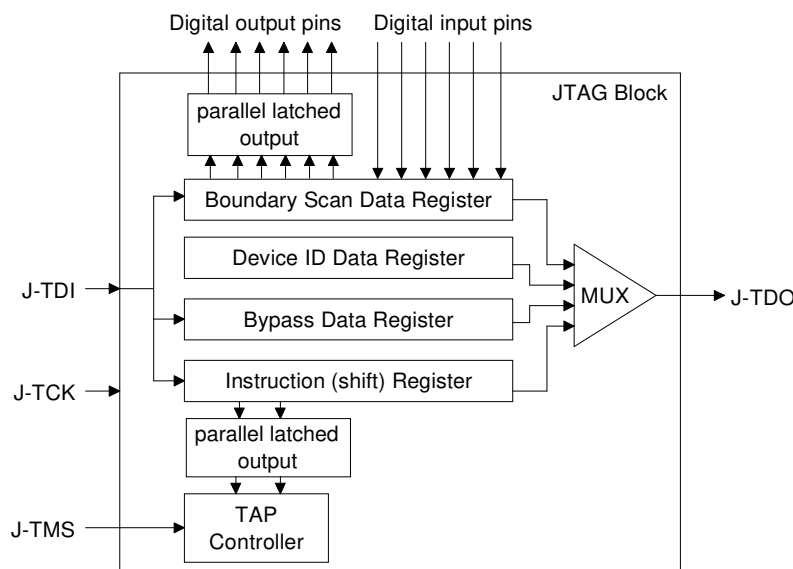 Digital output pins
Digital input pins
JTAG Block
parallel latched
output
Boundary Scan Data Register
Device ID Data Register
J-TDI
MUX
J-TDO
Bypass Data Register
Instruction (shift) Register
J-TCK
parallel latched
output
J-TMS
TAP
Controller